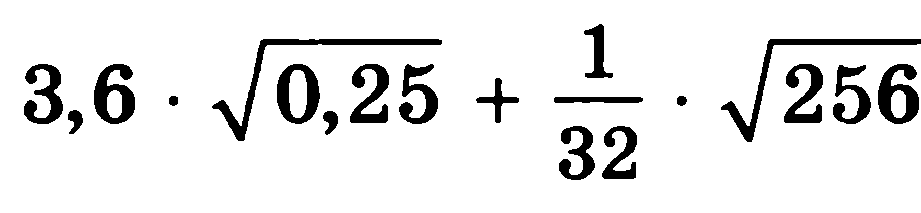 3,6 · √0,25 + 1/32 · √256